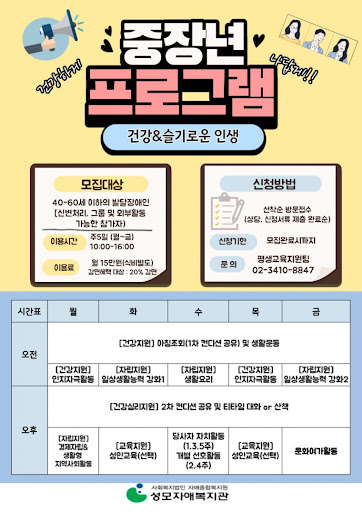 건강하게
중장년
나답게!!
프로그램
건강&슬기로운 인생
모집대상
40-60세 이하의 발달장애인
[신변처리, 그룹 및 외부활동
가능한 참가자]
이용시간
주5일 (월~금)
10:00-16:00
이용료
월 15만원(식비별도)
감면혜택 대상 : 20% 감면
신청방법
선착순 방문접수
(상담, 신청서류 제출 완료순)
신청기한
모집완료시까지
문 의
평생교육지원팀
02-3410-8847
시간표 월 화 수 목 금
오전
[건강지원] 아침조회(1차 컨디션 공유) 및 생활운동
[건강지원]
인지자극활동
[자립지원]
일상생활능력 강화1
[자립지원]
생활요리
[건강지원]
인지자극활동
[자립지원]
일상생활능력 강화2
오후
[건강심리지원] 2차 컨디션 공유 및 티타임 대화 or 산책
[자립지원]
경제자립&
생활형
지역사회활동
[교육지원]
성인교육(선택)
당사자 자치활동
(1.3.5주)
개별 선호활동
(2.4주)
[교육지원]
성인교육(선택)
문화여가활동
사회복지법인 자애종합복지원
성모자애복지관